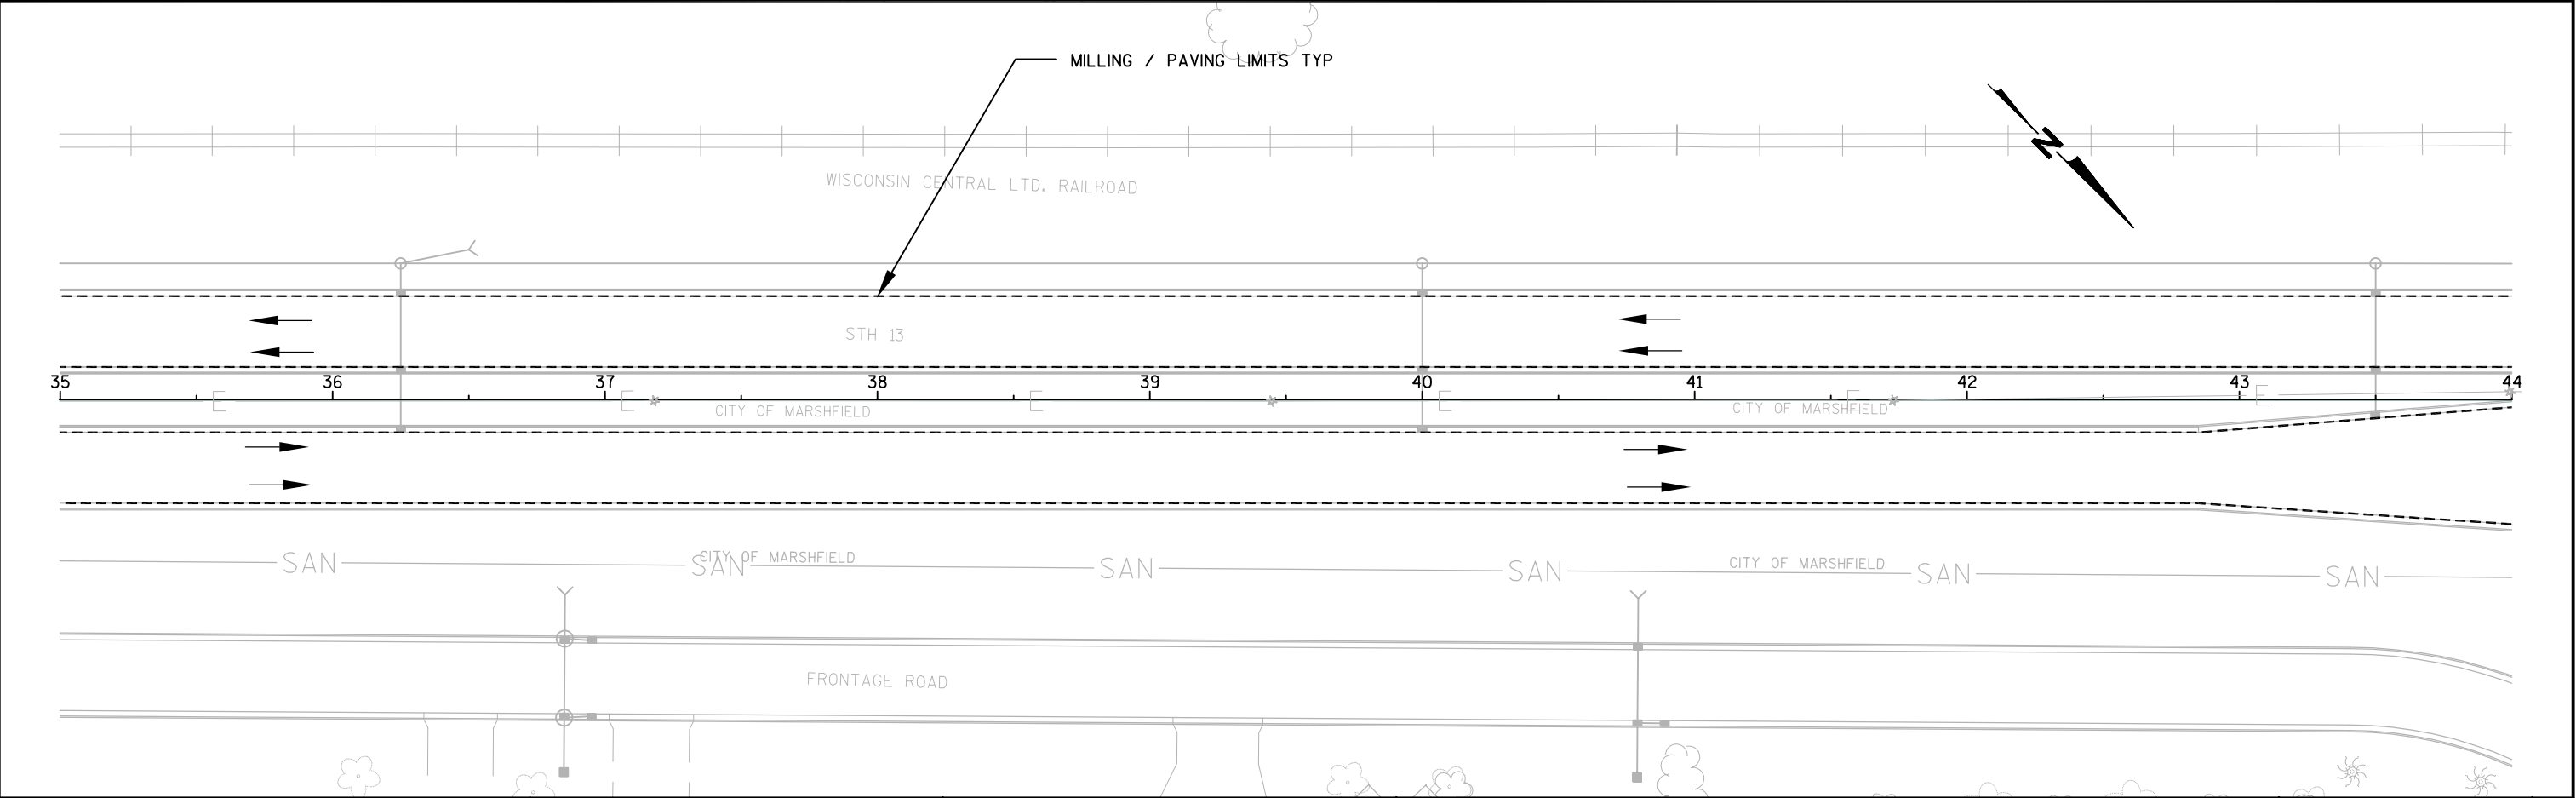 MILLING / PAVING LIMITS TYP
N
WISCONSIN CENTRAL LTD. RAILROAD
STH 13
35 36 37 38 39 40 41 42 43 44
E E E E E E
CITY OF MARSHFIELD CITY OF MARSHFIELD
CITY OF MARSHFIELD CITY OF MARSHFIELD
SAN SAN SAN SAN SAN SAN
FRONTAGE ROAD